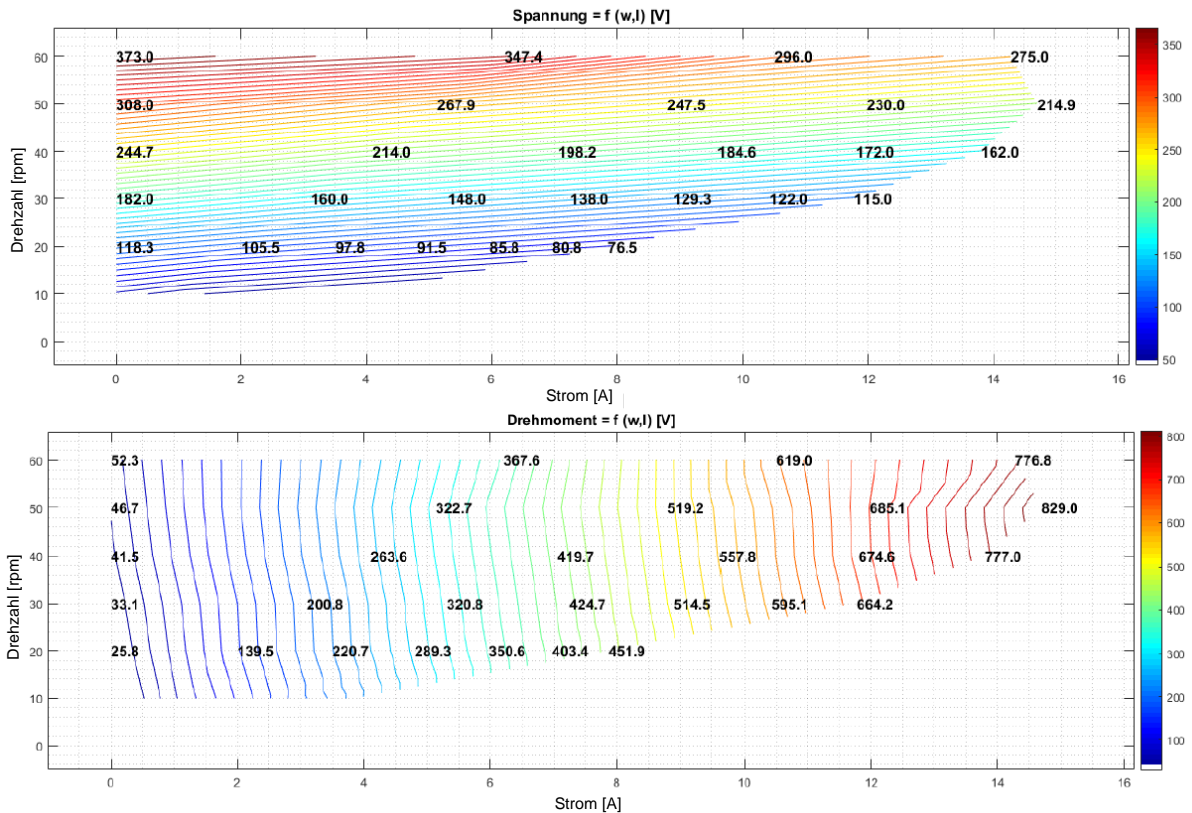 Spannung = f (w,I) [V]
60 373.0 347.4 296.0 275.0 350
300
50 308.0 267.9 247.5 230.0 214.9
250
40 244.7 214.0 198.2 184.6 172.0 162.0
200
30 182.0 160.0 148.0 138.0 129.3 122.0 115.0
150
20 118.3 105.5 97.8 91.5 85.8 80.8 76.5
100
10
0
50
Drehzahl [rpm]
0 2 4 6 8 10 12 14 16
Strom [A]
Drehmoment = f (w,I) [V]
800
60 52.3 367.6 619.0 776.8
700
50 46.7 322.7 519.2 685.1 829.0
600
40 41.5 263.6 419.7 557.8 674.6 777.0
500
30 33.1 200.8 320.8 424.7 514.5 595.1 664.2
400
20 25.8 139.5 220.7 289.3 350.6 403.4 451.9
300
10
200
0
100
Drehzahl [rpm]
0 2 4 6 8 10 12 14 16
Strom [A]